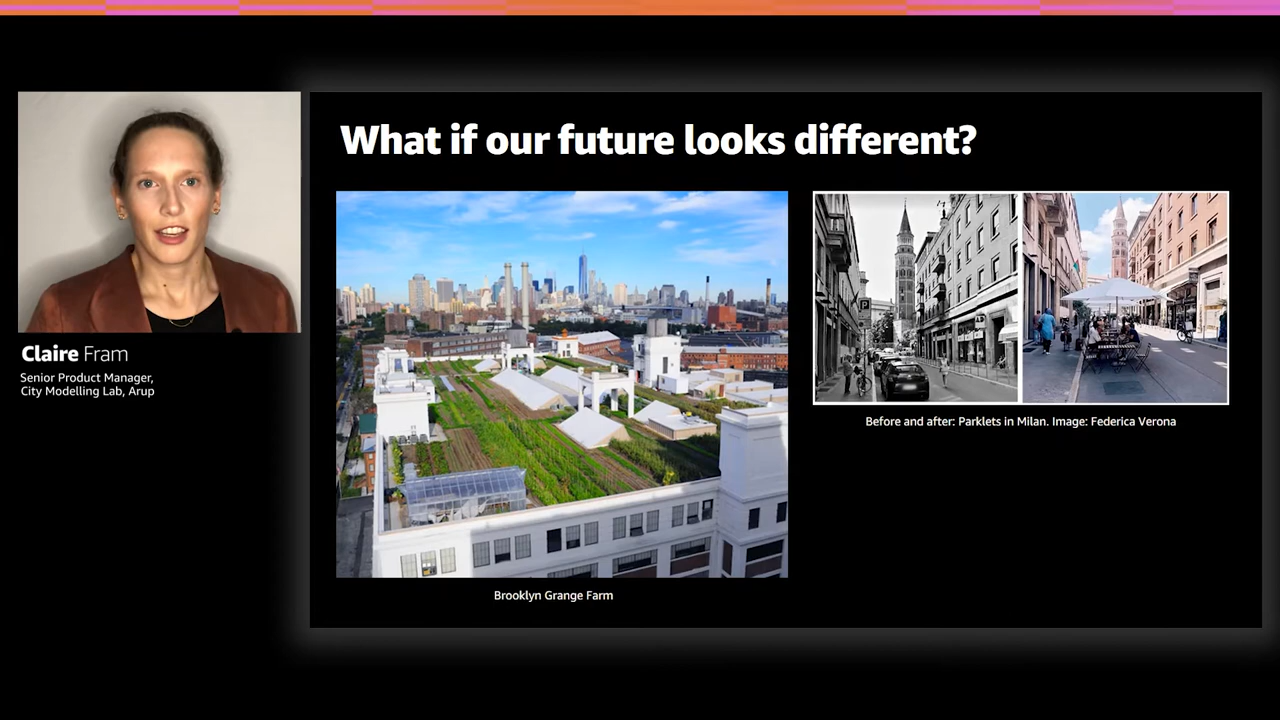 What if our future looks different?
Claire Fram
Senior Product Manager,
City Modelling Lab, Arup
Before and after: Parklets in Milan. Image: Federica Verona
Brooklyn Grange Farm
P